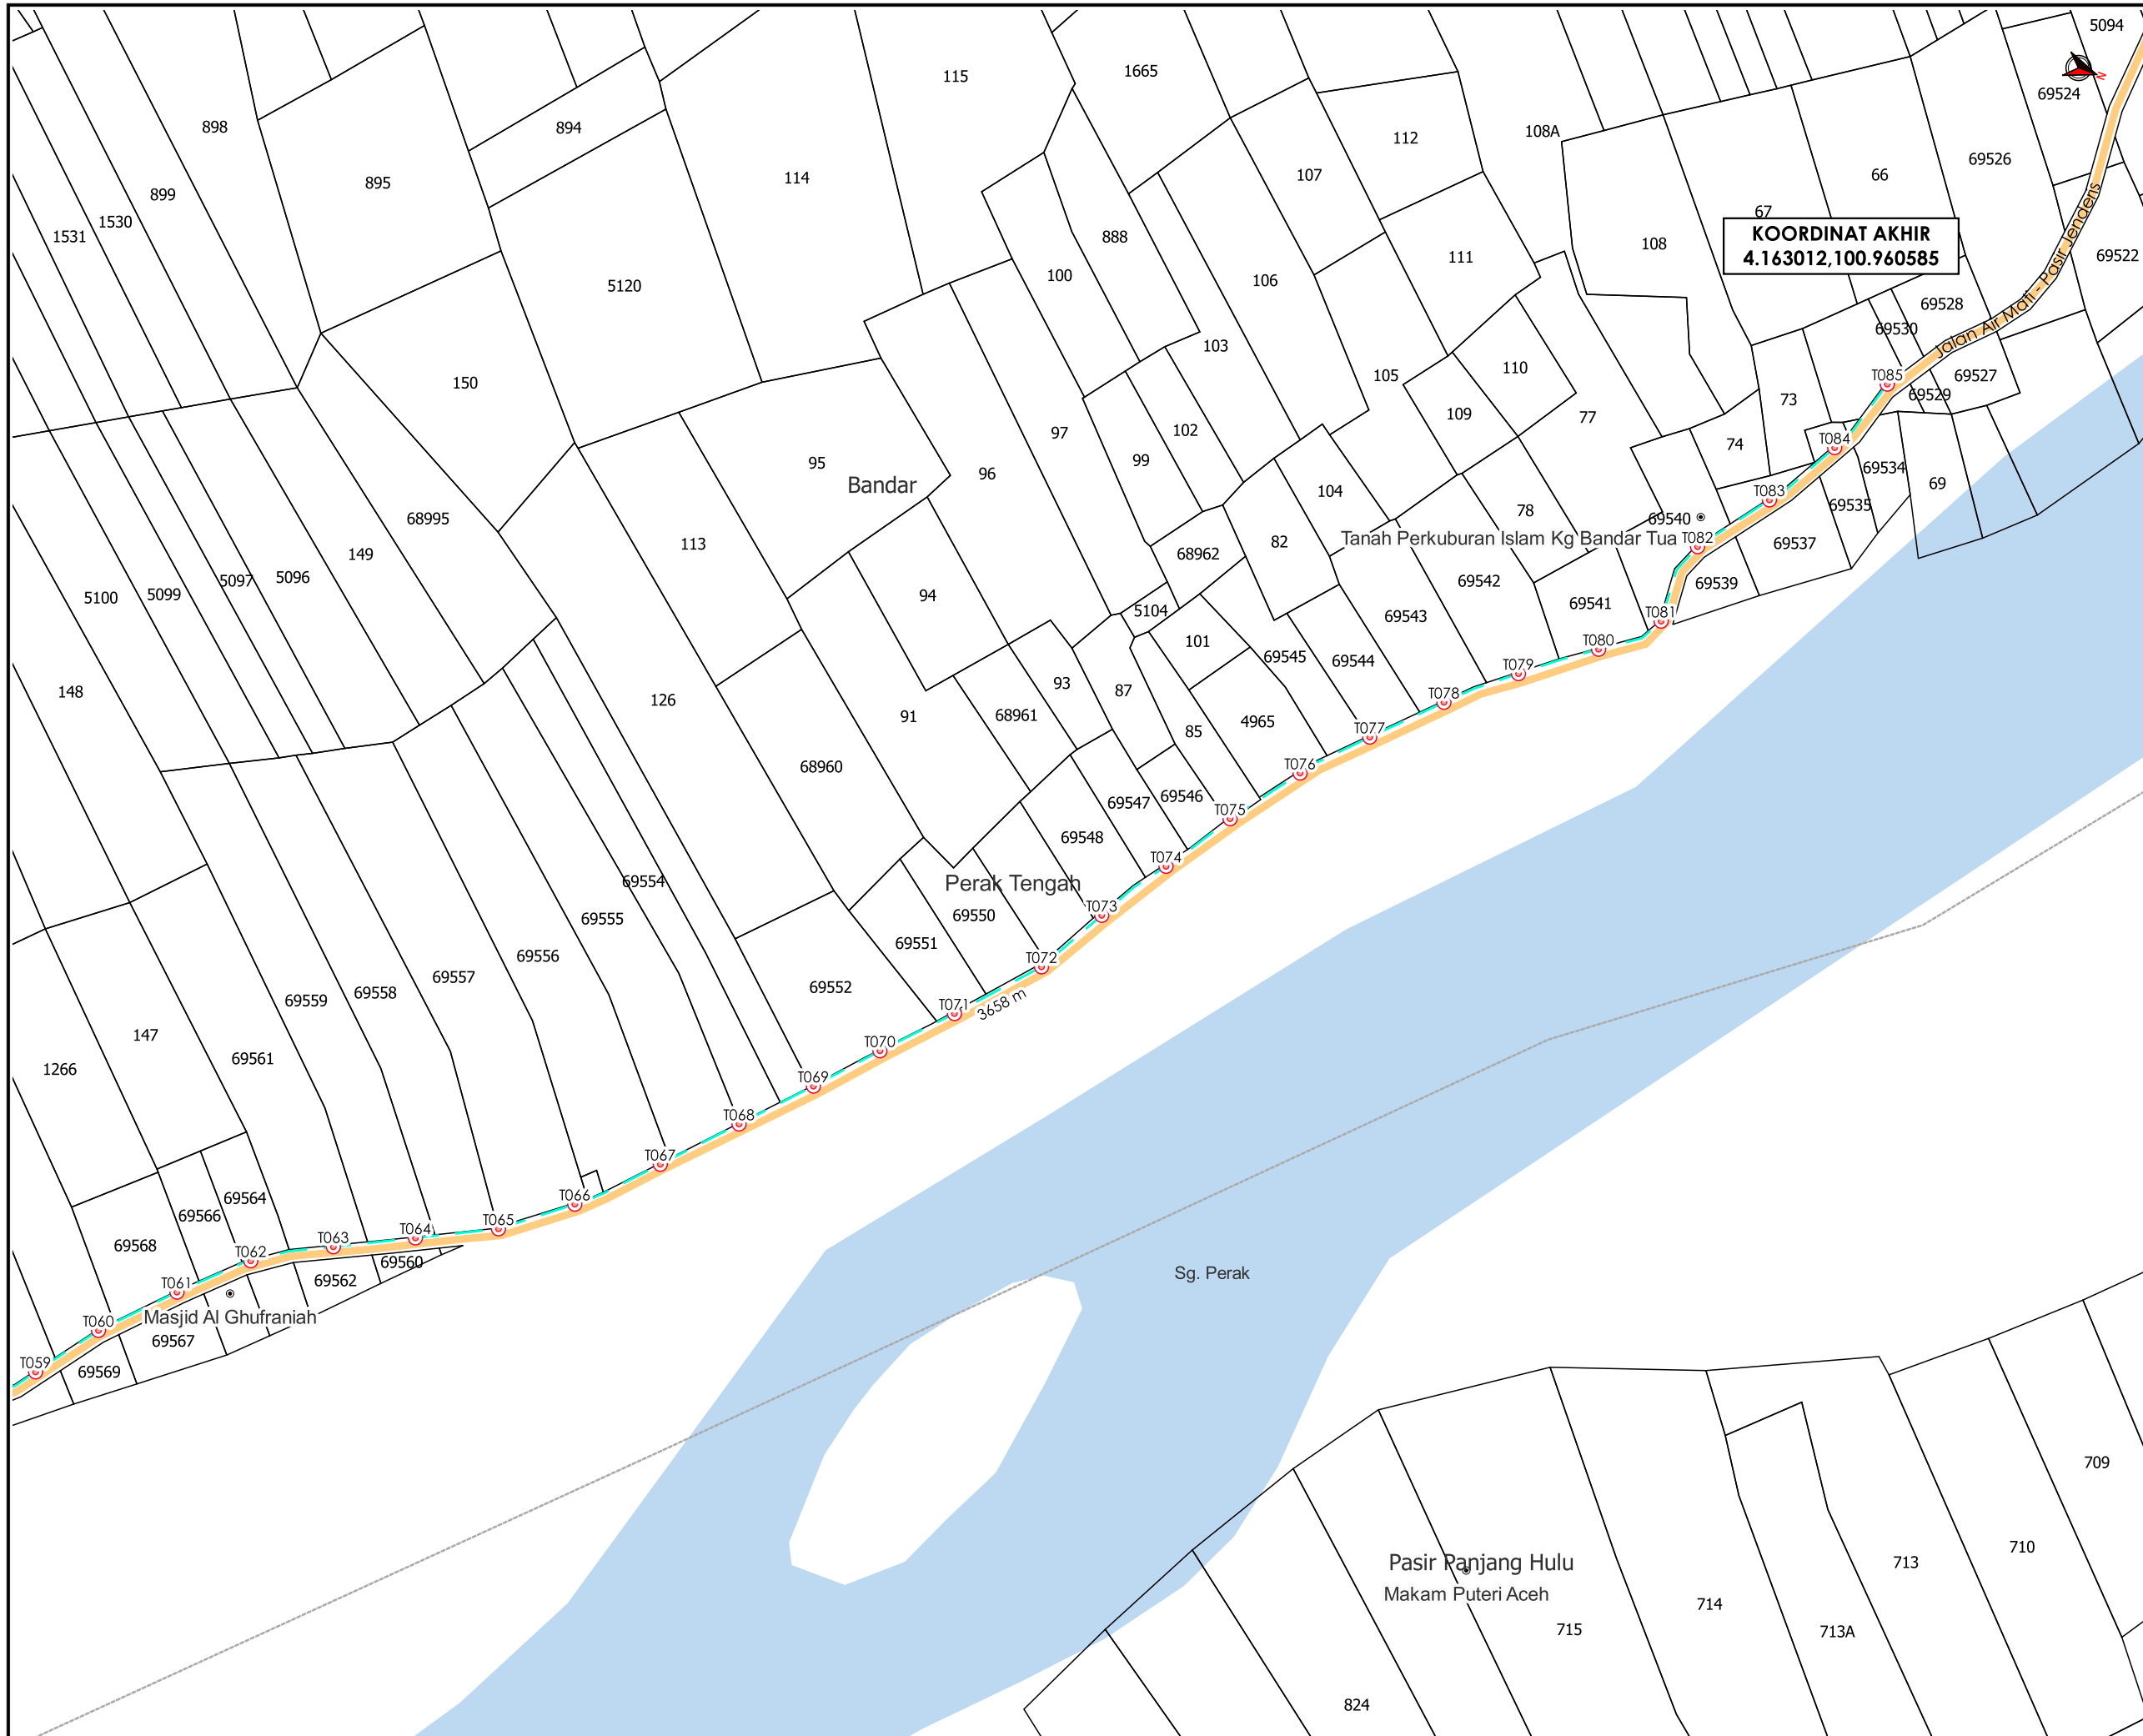 5094
115
1665
N
69524
898
894
108A
112
69526
895
114
107
66
899
1530
1531
67
888
KOORDINAT AKHIR
4.163012,100.960585
108
111
69522
100
106
5120
Jalan Air Mati - Pasir Jendens
69528
69530
103
150
105
110
T085
69527
69529
73
109
77
97
102
74
T084
95
99
96
Bandar
69534
69
104
T083
69535
68995
78
69540
Tanah Perkuburan Islam Kg Bandar Tua
T082
113
82
69537
149
68962
5097
5096
5099
5100
94
69542
69539
69541
5104
T081
69543
101
T080
69545
69544
T079
148
93
87
126
T078
91
68961
4965
85
T077
68960
T076
69546
69547
T075
69548
T074
69554
Perak Tengah
T073
69550
69555
69551
69556
T072
69557
69552
69558
69559
T071
3658 m
147
T070
69561
1266
T069
T068
T067
69564
T066
69566
T065
T064
69568
T063
T062
69560
Sg. Perak
69562
T061
Masjid Al Ghufraniah
T060
69567
T059
69569
709
710
Pasir Panjang Hulu
713
Makam Puteri Aceh
714
715
713A
824